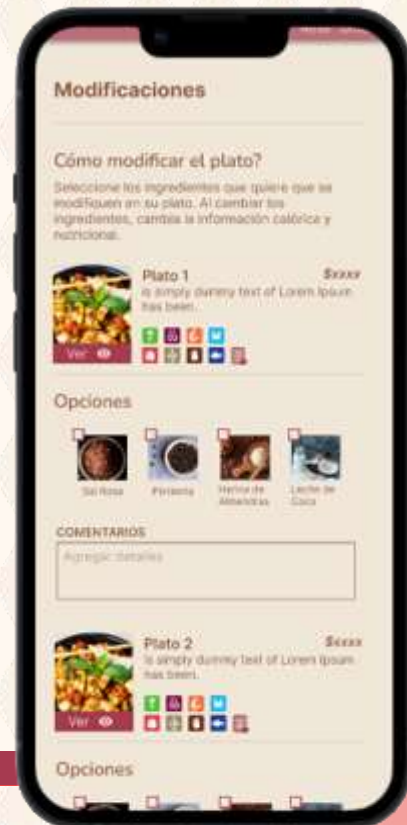 Modificaciones
Cómo modificar el plato?
Seleccione los ingredientes que quiere que se
modifiquen en su plato. Al cambiar los
ingredientes, cambia la información calórica y
nutricional.
Plato 1 $xxxx
is simply dummy text of Lorem Ipsum
has been.
Ver
Opciones
Sal Rosa Pimienta Harina de Almendras Leche de Coco
COMENTARIOS
Agregar detalles
Plato 2 $xxxx
is simply dummy text of Lorem Ipsum
has been.
Ver
Opciones